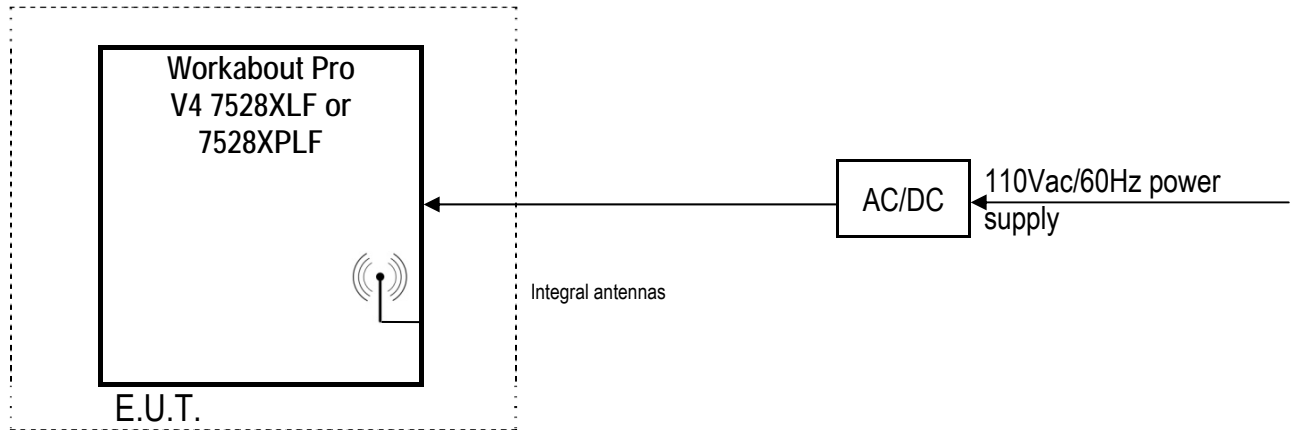 Workabout Pro
V4 7528XLF or
7528XPLF
AC/DC
110Vac/60Hz power
supply
Integral antennas
E.U.T.